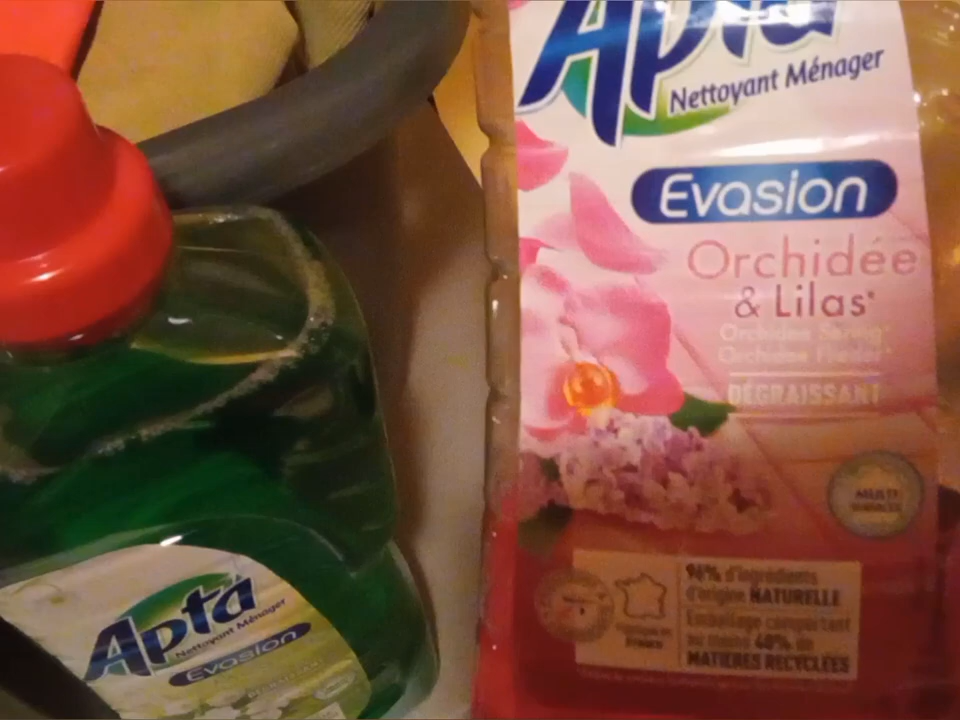 Apta
Nettoyant Ménager
Evasion
Orchidée
& Lilas*
DÉGRAISSANT
96% d'ingrédients
d'origine NATURELLE
Emballage comportant
au moins 40% de
MATIÈRES RECYCLÉES
Apta
Nettoyant Ménager
Evasion